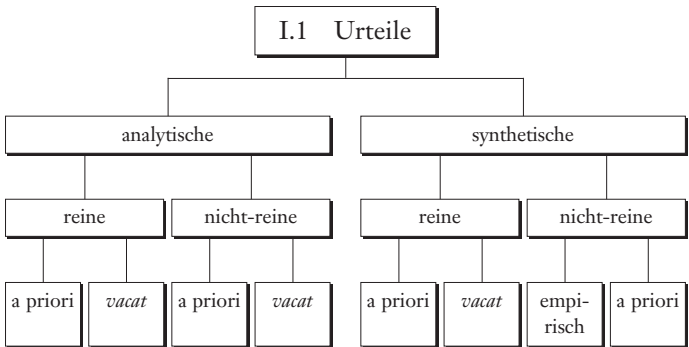 I.1 Urteile
analytische
synthetische
reine
nicht-reine
reine
nicht-reine
a priori
vacat
a priori
vacat
a priori
vacat
empi-
risch
a priori